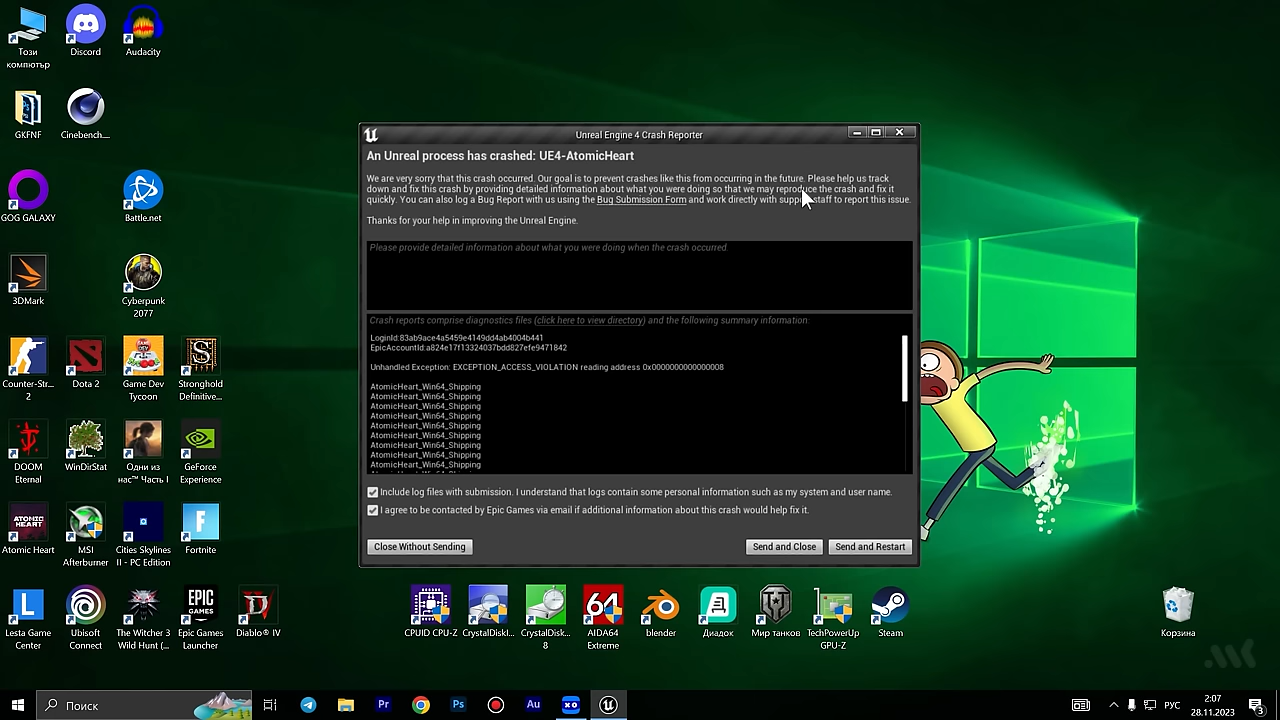 Този
компютър
Discord
Audacity
GKFNF
Cinebench....
GOG GALAXY
Battle.net
3DMark
Cyberpunk
2077
Counter-Str...
2
Dota 2
Game Dev
Tycoon
Stronghold
Definitive...
DOOM
Eternal
WinDirStat
Одни из
нас™ Часть I
GeForce
Experience
ATOMIC
HEART
Atomic Heart
MSI
Afterburner
Cities Skylines
II - PC Edition
Fortnite
Lesta Game
Center
Ubisoft
Connect
The Witcher 3
Wild Hunt (...
EPIC
GAMES
Epic Games
Launcher
Diablo® IV
CPUID CPU-Z
CrystalDiskI...
CrystalDisk...
8
64
AIDA64
Extreme
blender
Диадок
Мир танков
TechPowerUp
GPU-Z
Steam
Корзина
Unreal Engine 4 Crash Reporter
An Unreal process has crashed: UE4-AtomicHeart
We are very sorry that this crash occurred. Our goal is to prevent crashes like this from occurring in the future. Please help us track
down and fix this crash by providing detailed information about what you were doing so that we may reproduce the crash and fix it
quickly. You can also log a Bug Report with us using the Bug Submission Form and work directly with support staff to report this issue.
Thanks for your help in improving the Unreal Engine.
Please provide detailed information about what you were doing when the crash occurred.
Crash reports comprise diagnostics files (click here to view directory) and the following summary information:
LoginId:83ab9ace4a5459e4149dd4ab4004b441
EpicAccountId:a824e17f13324037bdd827efe9471842
Unhandled Exception: EXCEPTION_ACCESS_VIOLATION reading address 0x0000000000000008
AtomicHeart_Win64_Shipping
AtomicHeart_Win64_Shipping
AtomicHeart_Win64_Shipping
AtomicHeart_Win64_Shipping
AtomicHeart_Win64_Shipping
AtomicHeart_Win64_Shipping
AtomicHeart_Win64_Shipping
AtomicHeart_Win64_Shipping
AtomicHeart_Win64_Shipping
Include log files with submission. I understand that logs contain some personal information such as my system and user name.
I agree to be contacted by Epic Games via email if additional information about this crash would help fix it.
Close Without Sending
Send and Close
Send and Restart
Поиск
Pr
Ps
Au
XO
РУС
2:07
28.11.2023
3